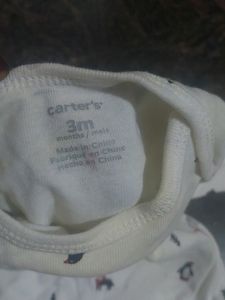 carter's
3m
months / mois
Made in China
Fabriqué en Chine
Hecho en China